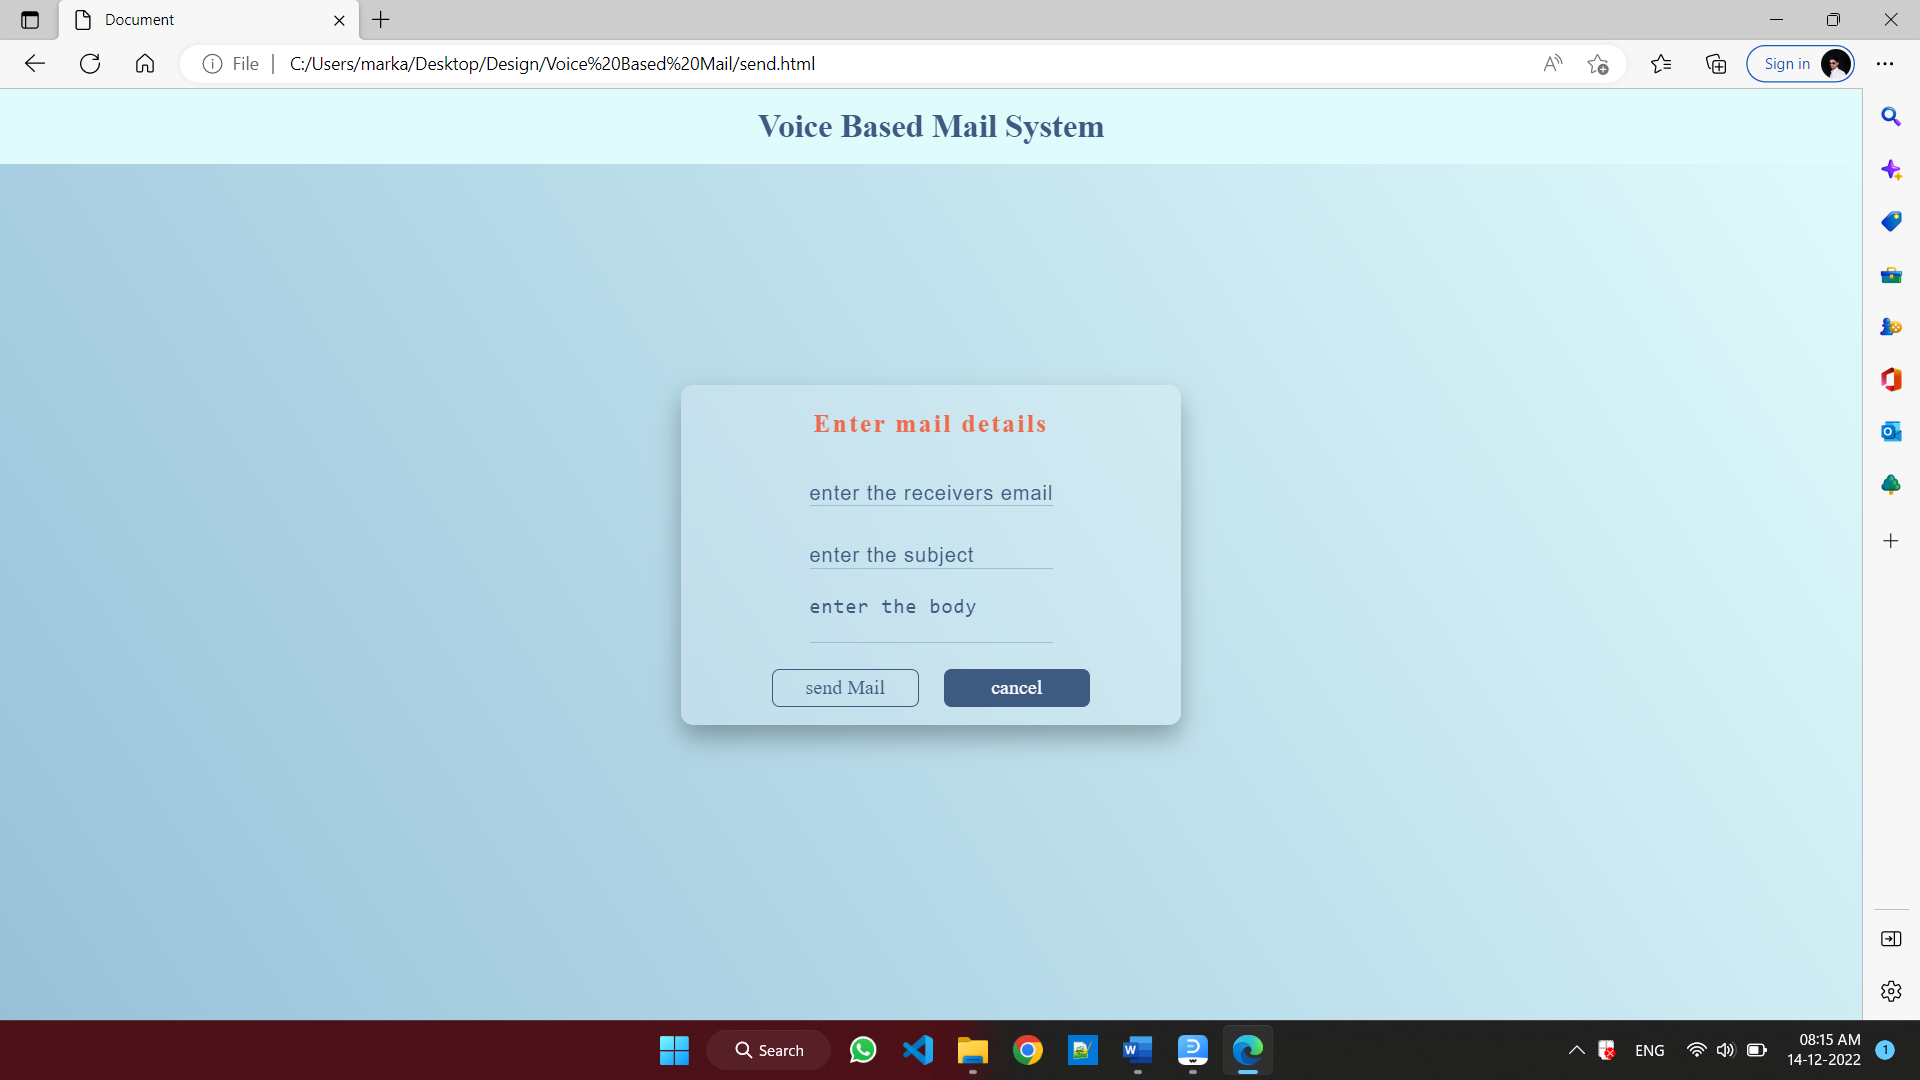 Document
File
C:/Users/marka/Desktop/Design/Voice%20Based%20Mail/send.html
Sign in
Voice Based Mail System
Enter mail details
enter the receivers email
enter the subject
enter the body
send Mail
cancel
Search
ENG
08:15 AM
14-12-2022
1